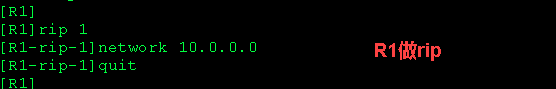 [R1]
[R1]rip 1
[R1-rip-1]network 10.0.0.0
R1做rip
[R1-rip-1]quit
[R1]